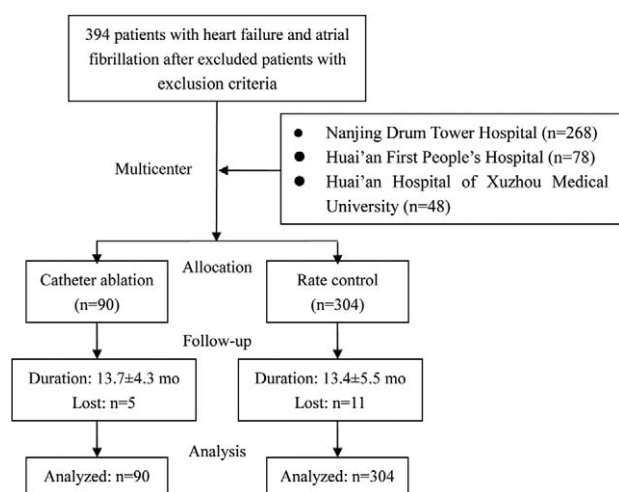 394 patients with heart failure and atrial
fibrillation after excluded patients with
exclusion criteria
● Nanjing Drum Tower Hospital (n=268)
● Huai’an First People’s Hospital (n=78)
● Huai’an Hospital of Xuzhou Medical
University (n=48)
Multicenter
Allocation
Catheter ablation
(n=90)
Rate control
(n=304)
Follow-up
Duration: 13.7±4.3 mo
Lost: n=5
Duration: 13.4±5.5 mo
Lost: n=11
Analysis
Analyzed: n=90
Analyzed: n=304